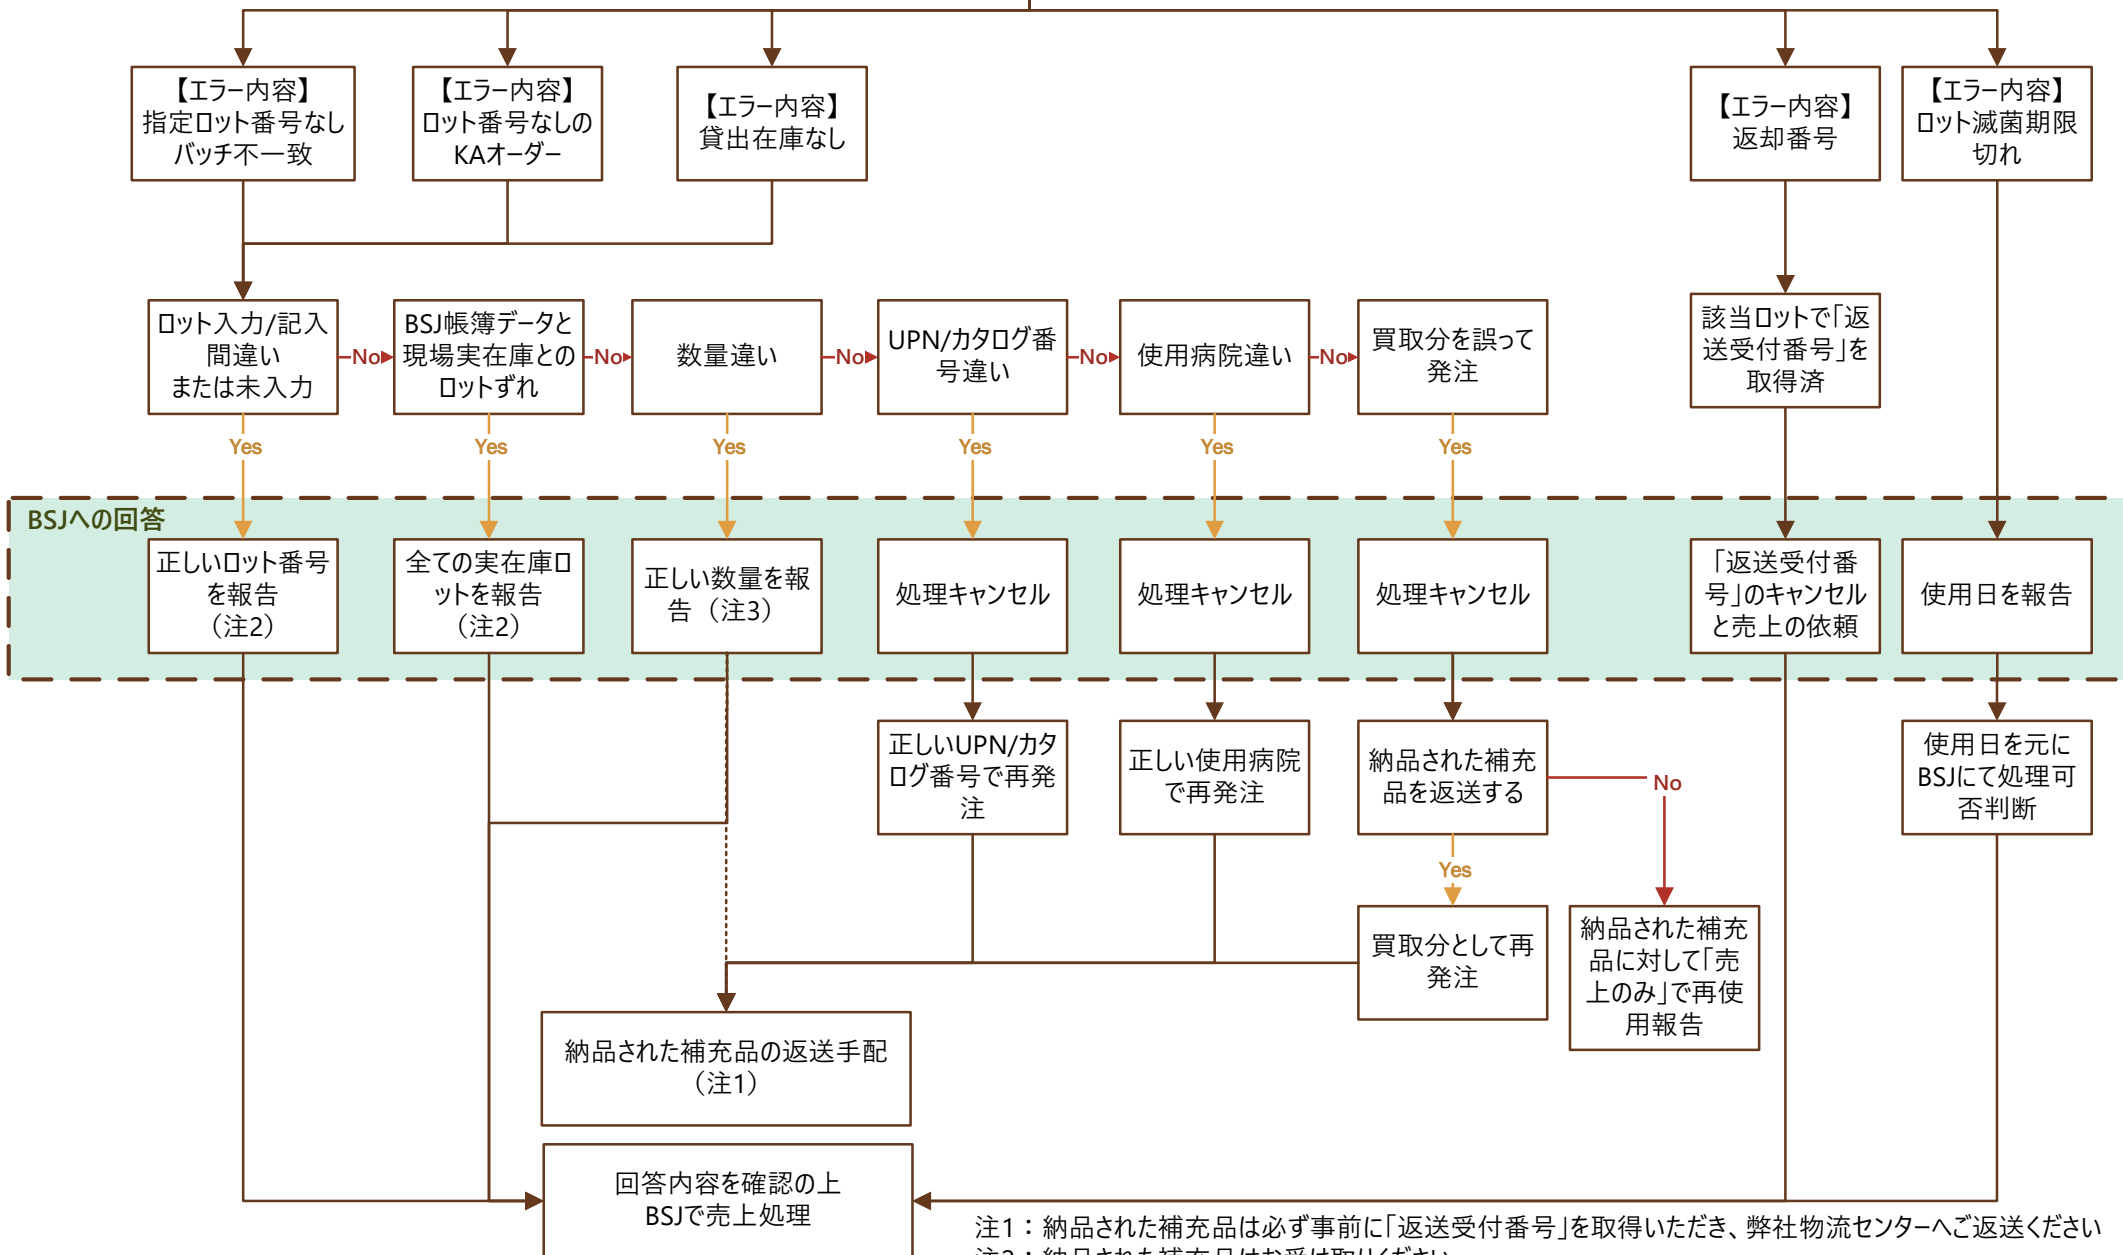 【エラー内容】
指定ロット番号なし
バッチ不一致
【エラー内容】
ロット番号なしの
KAオーダー
【エラー内容】
貸出在庫なし
【エラー内容】
返却番号
【エラー内容】
ロット滅菌期限
切れ
ロット入力/記入
間違い
または未入力
No
BSJ帳簿データと
現場実在庫との
ロットずれ
No
数量違い
No
UPN/カタログ番
号違い
No
使用病院違い
No
買取分を誤って
発注
該当ロットで「返
送受付番号」を
取得済
Yes
Yes
Yes
Yes
Yes
Yes
BSJへの回答
正しいロット番号
を報告
（注2）
全ての実在庫ロ
ットを報告
（注2）
正しい数量を報
告（注3）
処理キャンセル
処理キャンセル
処理キャンセル
「返送受付番
号」のキャンセル
と売上の依頼
使用日を報告
正しいUPN/カタ
ログ番号で再発
注
正しい使用病院
で再発注
納品された補充
品を返送する
No
使用日を元に
BSJにて処理可
否判断
Yes
買取分として再
発注
納品された補充
品に対して「売
上のみ」で再使
用報告
納品された補充品の返送手配
（注1）
回答内容を確認の上
BSJで売上処理
注1：納品された補充品は必ず事前に「返送受付番号」を取得いただき、弊社物流センターへご返送ください
注2：納品された補充品はお受け取りください